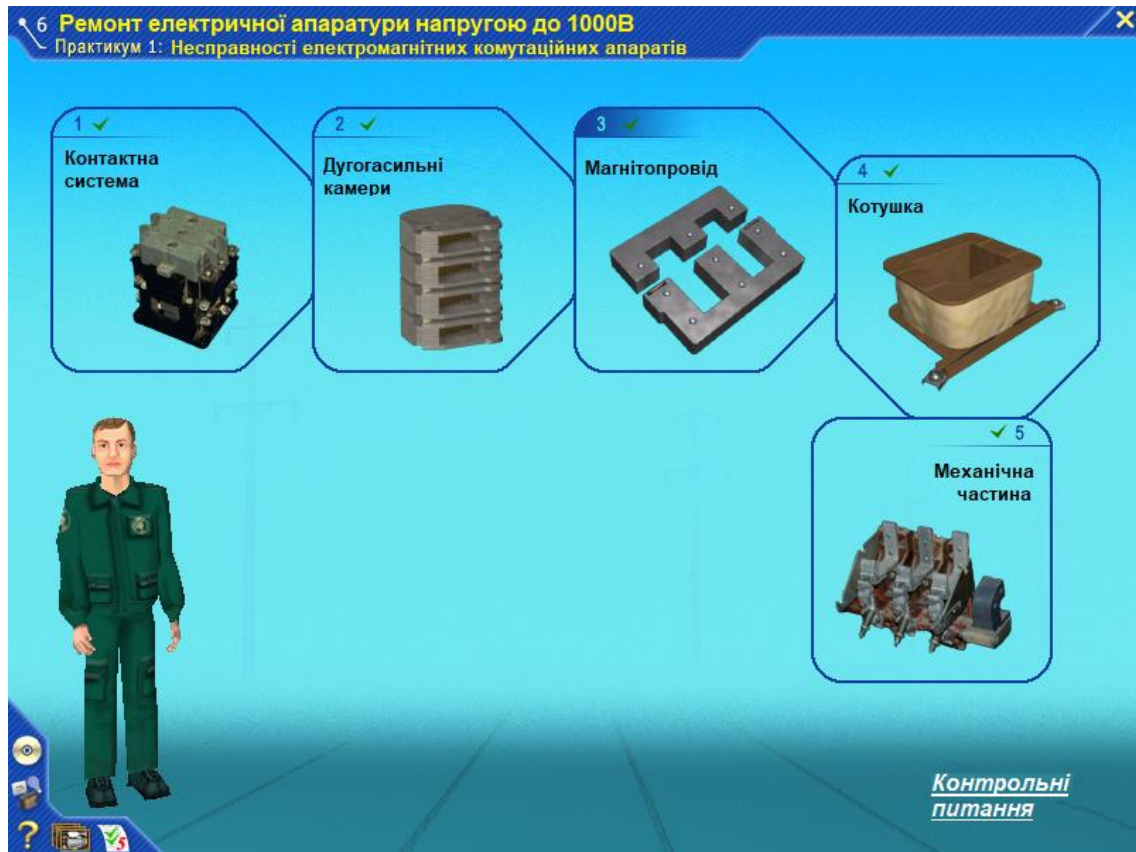 6 Ремонт електричної апаратури напругою до 1000В
Практикум 1: Несправності електромагнітних комутаційних апаратів
1
Контактна
система
2
Дугогасильні
камери
3
Магнітопровід
4
Котушка
5
Механічна
частина
Контрольні
питання
? 5